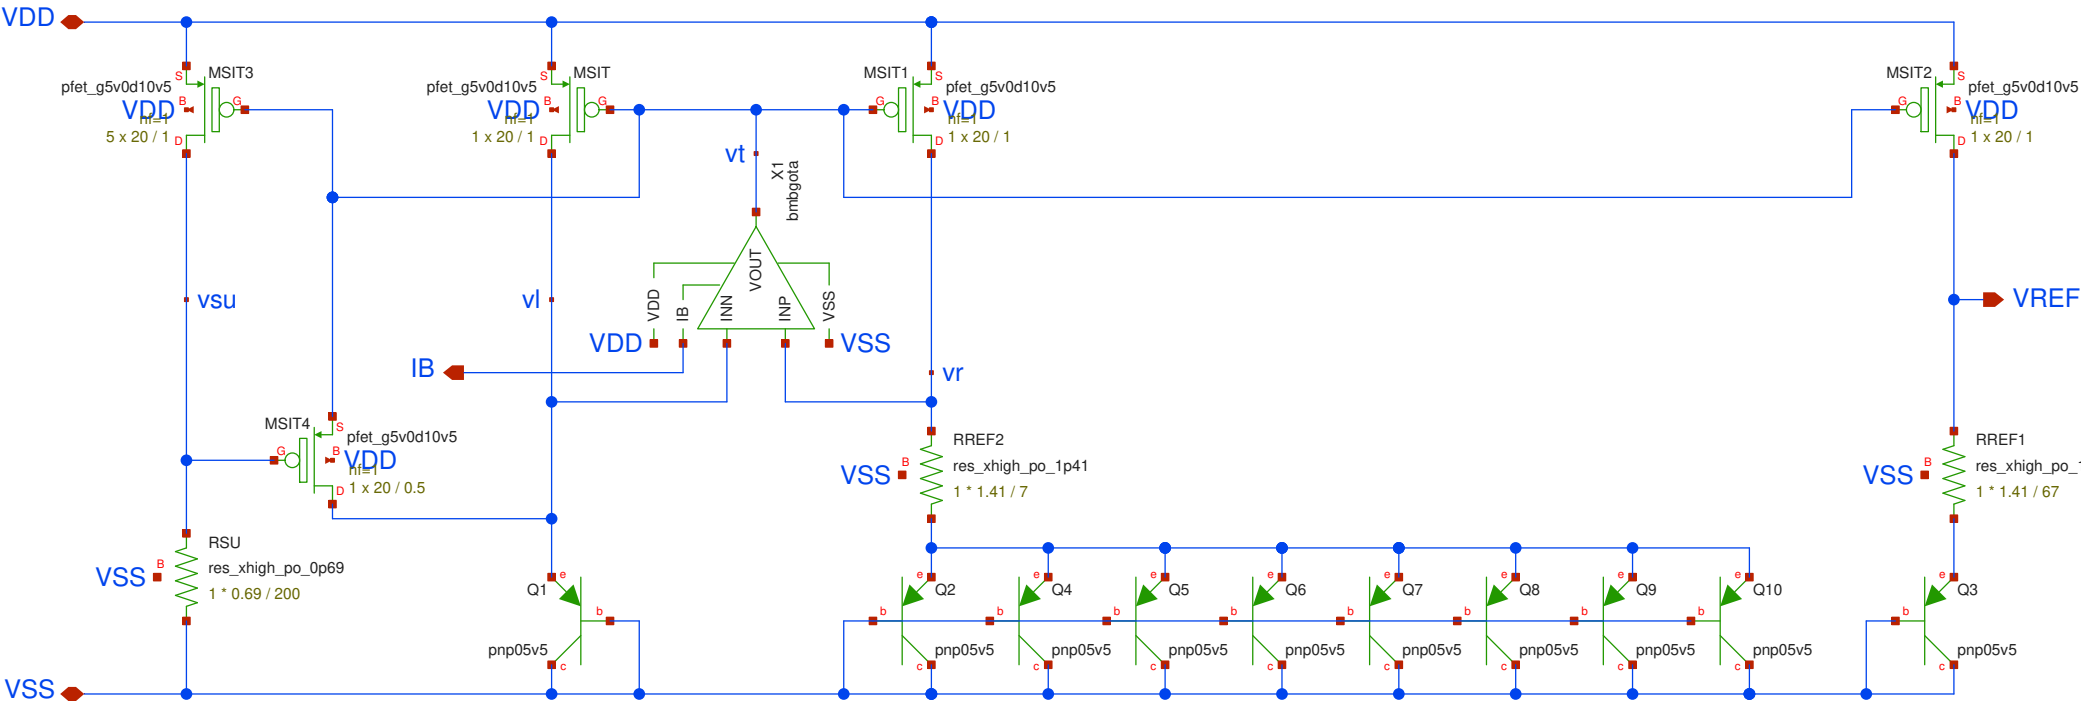 VDD
MSIT3
pfet_g5v0d10v5
S
B
G
D
VDD
nf=1
5 x 20 / 1
MSIT
pfet_g5v0d10v5
S
B
G
D
VDD
nf=1
1 x 20 / 1
MSIT1
pfet_g5v0d10v5
S
B
G
D
VDD
nf=1
1 x 20 / 1
MSIT2
pfet_g5v0d10v5
S
B
G
D
VDD
nf=1
1 x 20 / 1
vt
X1
bmbgota
VOUT
VDD
IB
INN
INP
VSS
VDD
VSS
vsu
vl
VREF
IB
vr
MSIT4
pfet_g5v0d10v5
S
G
B
D
VDD
nf=1
1 x 20 / 0.5
RREF2
res_xhigh_po_1p41
B
VSS
1 * 1.41 / 7
RREF1
res_xhigh_po_1
B
VSS
1 * 1.41 / 67
RSU
res_xhigh_po_0p69
B
VSS
1 * 0.69 / 200
Q1
e
b
c
pnp05v5
Q2
e
b
c
pnp05v5
Q4
e
b
c
pnp05v5
Q5
e
b
c
pnp05v5
Q6
e
b
c
pnp05v5
Q7
e
b
c
pnp05v5
Q8
e
b
c
pnp05v5
Q9
e
b
c
pnp05v5
Q10
e
b
c
pnp05v5
Q3
e
b
c
pnp05v5
VSS